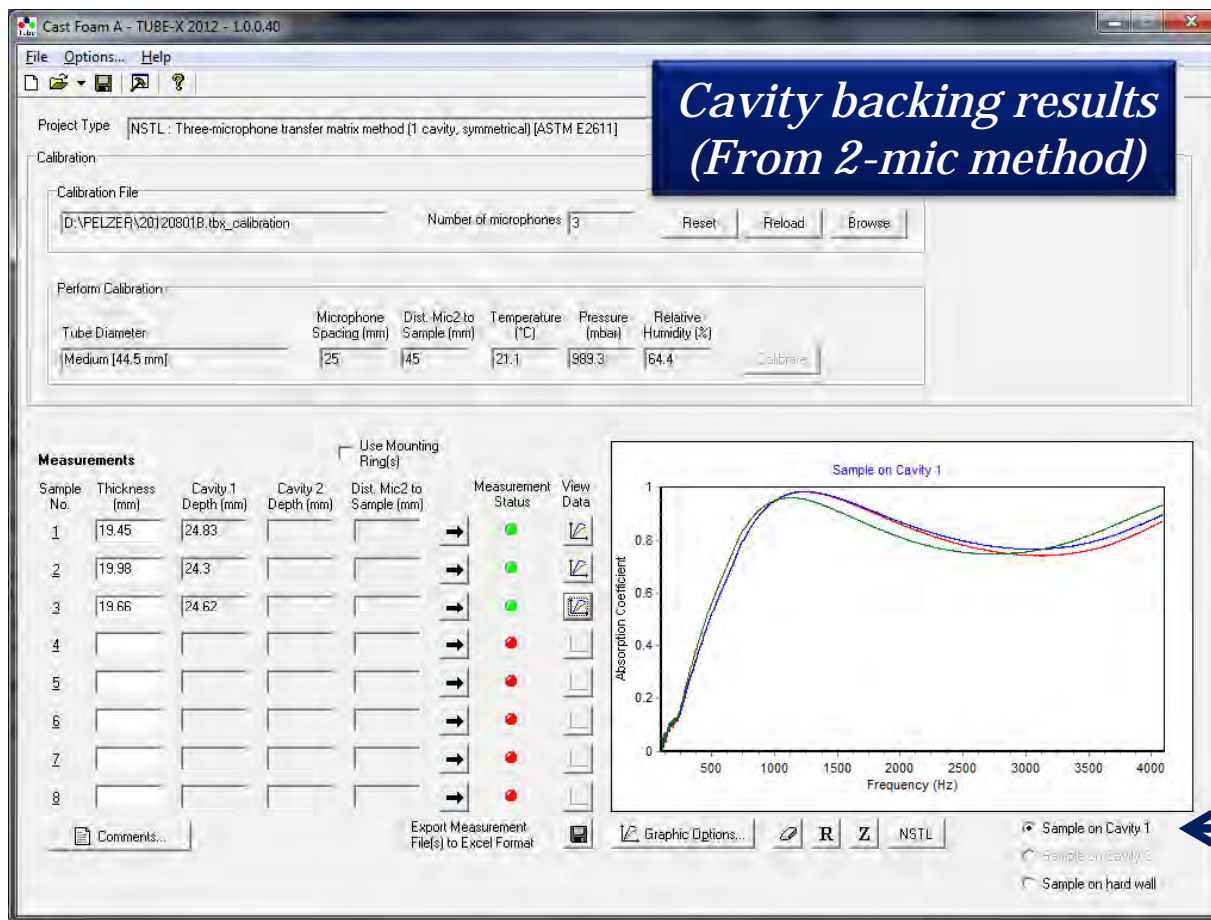 Cast Foam A - TUBE-X 2012 - 1.0.0.40
File Options... Help
Cavity backing results
(From 2-mic method)
Project Type NSTL : Three-microphone transfer matrix method (1 cavity, symmetrical) [ASTM E2611]
Calibration
Calibration File
D:\PELZER\20120801B.tbx_calibration Number of microphones 3 Reset Reload Browse
Perform Calibration
Microphone Dist. Mic2 to Temperature Pressure Relative
Tube Diameter Spacing (mm) Sample (mm) (°C) (mbar) Humidity (%)
Medium [44.5 mm] 25 45 21.1 989.3 64.4 Calibrate
Use Mounting
Measurements Ring(s)
Sample Thickness Cavity 1 Cavity 2 Dist. Mic2 to Measurement View
No. (mm) Depth (mm) Depth (mm) Sample (mm) Status Data
1 19.45 24.83
2 19.98 24.3
3 19.66 24.62
4
5
6
7
8
Sample on Cavity 1
1
0.8
0.6
0.4
0.2
0
Absorption Coefficient
500 1000 1500 2000 2500 3000 3500 4000
Frequency (Hz)
Comments...
Export Measurement
File(s) to Excel Format
Graphic Options... R Z NSTL
Sample on Cavity 1
Sample on Cavity 2
Sample on hard wall